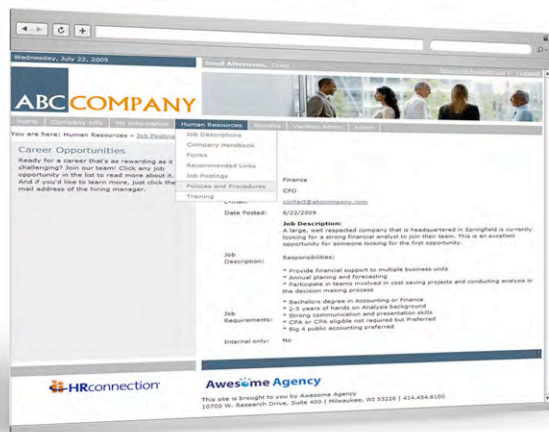 Wednesday, July 22, 2009
Good Afternoon,
ABCCOMPANY
Home Company Info My Information Human Resources Benefits Vacation Admin
You are here: Human Resources » Job Posting
Job Descriptions
Company Handbook
Forms
Recommended Links
Job Postings
Policies and Procedures
Training
Career Opportunities
Ready for a career that's as rewarding as it
challenging? Join our team! Click any job
opportunity in the list to read more about it.
And if you'd like to learn more, just click the
mail address of the hiring manager.
Finance
CFO
contact@abccompany.com
Date Posted: 6/22/2009
Job Description:
A large, well respected company that is headquartered in Springfield is currently
looking for a strong financial analyst to join their team. This is an excellent
opportunity for someone looking for the first opportunity.
Job
Description:
Responsibilities:
* Provide financial support to multiple business units
* Annual planing and forecasting
* Participate in teams involved in cost saving projects and conducting analysis in
the decision making process
Job
Requirements:
* Bachelors degree in Accounting or Finance
* 2-5 years of hands on Analysis background
* Strong communication and presentation skills
* CPA or CPA eligible not required but Preferred
* Big 4 public accounting preferred
Internal only: No
HRconnection
Awesome Agency
This site is brought to you by Awesome Agency
10700 W. Research Drive, Suite 400 | Milwaukee, WI 53226 | 414.454.6100